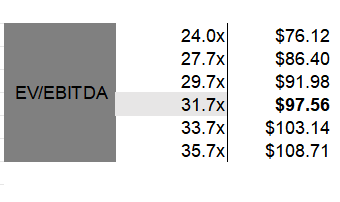 24.0x $76.12
27.7x $86.40
29.7x $91.98
EV/EBITDA
31.7x $97.56
33.7x $103.14
35.7x $108.71